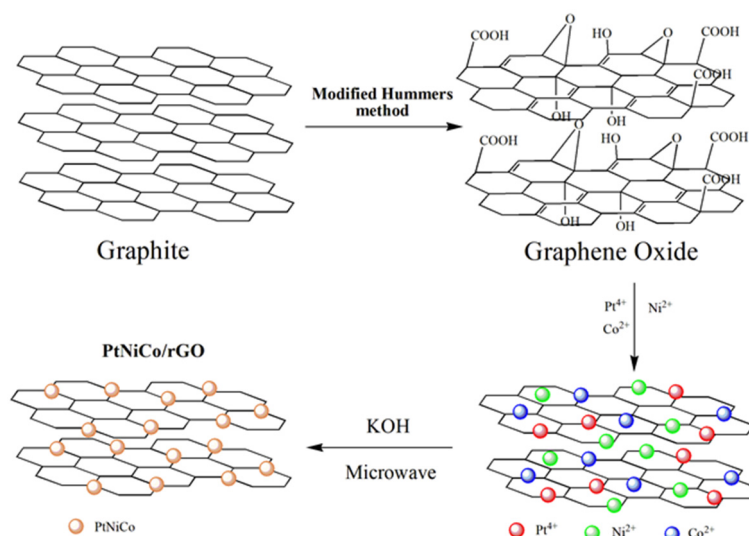 COOH
O
HO
O
COOH
COOH
OH
OH
Modified Hummers
method
O
COOH
HO
O
COOH
COOH
OH
OH
Graphite
Graphene Oxide
Pt⁴⁺
Ni²⁺
Co²⁺
PtNiCo/rGO
KOH
Microwave
PtNiCo
Pt⁴⁺
Ni²⁺
Co²⁺